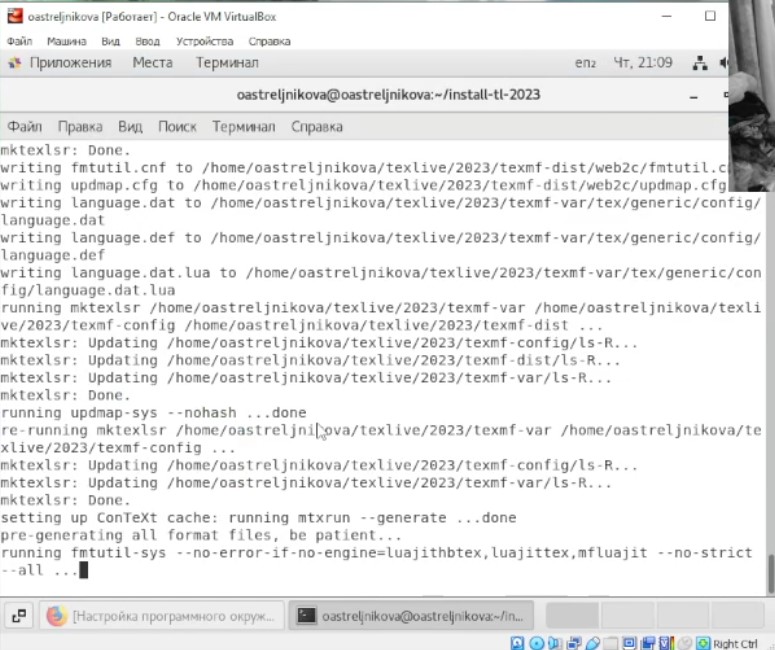 oastreljnikova [Работает] - Oracle VM VirtualBox
Файл Машина Вид Ввод Устройства Справка
Приложения Места Терминал en₂ Чт, 21:09
oastreljnikova@oastreljnikova:~/install-tl-2023
Файл Правка Вид Поиск Терминал Справка
mktexlsr: Done.
writing fmtutil.cnf to /home/oastreljnikova/texlive/2023/texmf-dist/web2c/fmtutil.c
writing updmap.cfg to /home/oastreljnikova/texlive/2023/texmf-dist/web2c/updmap.cfg
writing language.dat to /home/oastreljnikova/texlive/2023/texmf-var/tex/generic/config/
language.dat
writing language.def to /home/oastreljnikova/texlive/2023/texmf-var/tex/generic/config/
language.def
writing language.dat.lua to /home/oastreljnikova/texlive/2023/texmf-var/tex/generic/con
fig/language.dat.lua
running mktexlsr /home/oastreljnikova/texlive/2023/texmf-var /home/oastreljnikova/texli
ve/2023/texmf-config /home/oastreljnikova/texlive/2023/texmf-dist ...
mktexlsr: Updating /home/oastreljnikova/texlive/2023/texmf-config/ls-R...
mktexlsr: Updating /home/oastreljnikova/texlive/2023/texmf-dist/ls-R...
mktexlsr: Updating /home/oastreljnikova/texlive/2023/texmf-var/ls-R...
mktexlsr: Done.
running updmap-sys --nohash ...done
re-running mktexlsr /home/oastreljnikova/texlive/2023/texmf-var /home/oastreljnikova/te
xlive/2023/texmf-config ...
mktexlsr: Updating /home/oastreljnikova/texlive/2023/texmf-config/ls-R...
mktexlsr: Updating /home/oastreljnikova/texlive/2023/texmf-var/ls-R...
mktexlsr: Done.
setting up ConTeXt cache: running mtxrun --generate ...done
pre-generating all format files, be patient...
running fmtutil-sys --no-error-if-no-engine=luajithbtex,luajittex,mfluajit --no-strict
--all ...
[Настройка программного окруж... oastreljnikova@oastreljnikova:~/in...
Right Ctrl